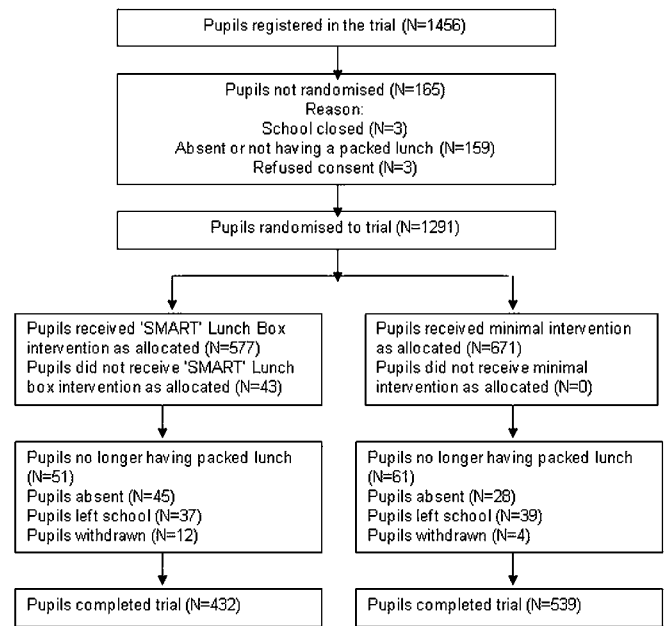 Pupils registered in the trial (N=1456)
Pupils not randomised (N=165)
Reason:
School closed (N=3)
Absent or not having a packed lunch (N=159)
Refused consent (N=3)
Pupils randomised to trial (N=1291)
Pupils received 'SMART' Lunch Box
intervention as allocated (N=577)
Pupils did not receive 'SMART' Lunch
box intervention as allocated (N=43)
Pupils received minimal intervention
as allocated (N=671)
Pupils did not receive minimal
intervention as allocated (N=0)
Pupils no longer having packed lunch
(N=51)
Pupils absent (N=45)
Pupils left school (N=37)
Pupils withdrawn (N=12)
Pupils no longer having packed lunch
(N=61)
Pupils absent (N=28)
Pupils left school (N=39)
Pupils withdrawn (N=4)
Pupils completed trial (N=432)
Pupils completed trial (N=539)